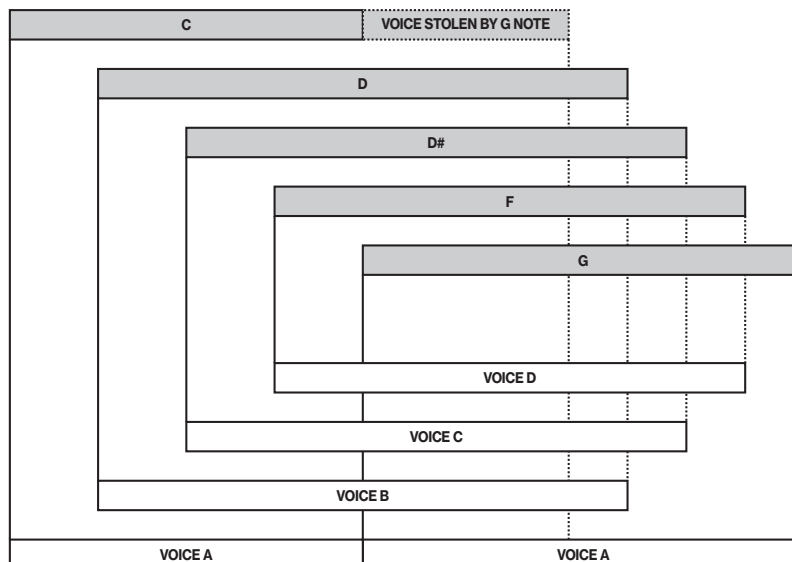 C
VOICE STOLEN BY G NOTE
D
D#
F
G
VOICE D
VOICE C
VOICE B
VOICE A
VOICE A